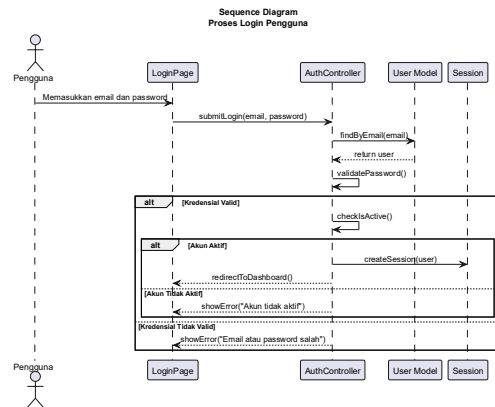 Sequence Diagram
Proses Login Pengguna
Pengguna
LoginPage
AuthController
User Model
Session
Memasukkan email dan password
submitLogin(email, password)
findByEmail(email)
return user
validatePassword()
alt
[Kredensial Valid]
checkIsActive()
alt
[Akun Aktif]
createSession(user)
redirectToDashboard()
[Akun Tidak Aktif]
showError("Akun tidak aktif")
[Kredensial Tidak Valid]
showError("Email atau password salah")
Pengguna
LoginPage
AuthController
User Model
Session